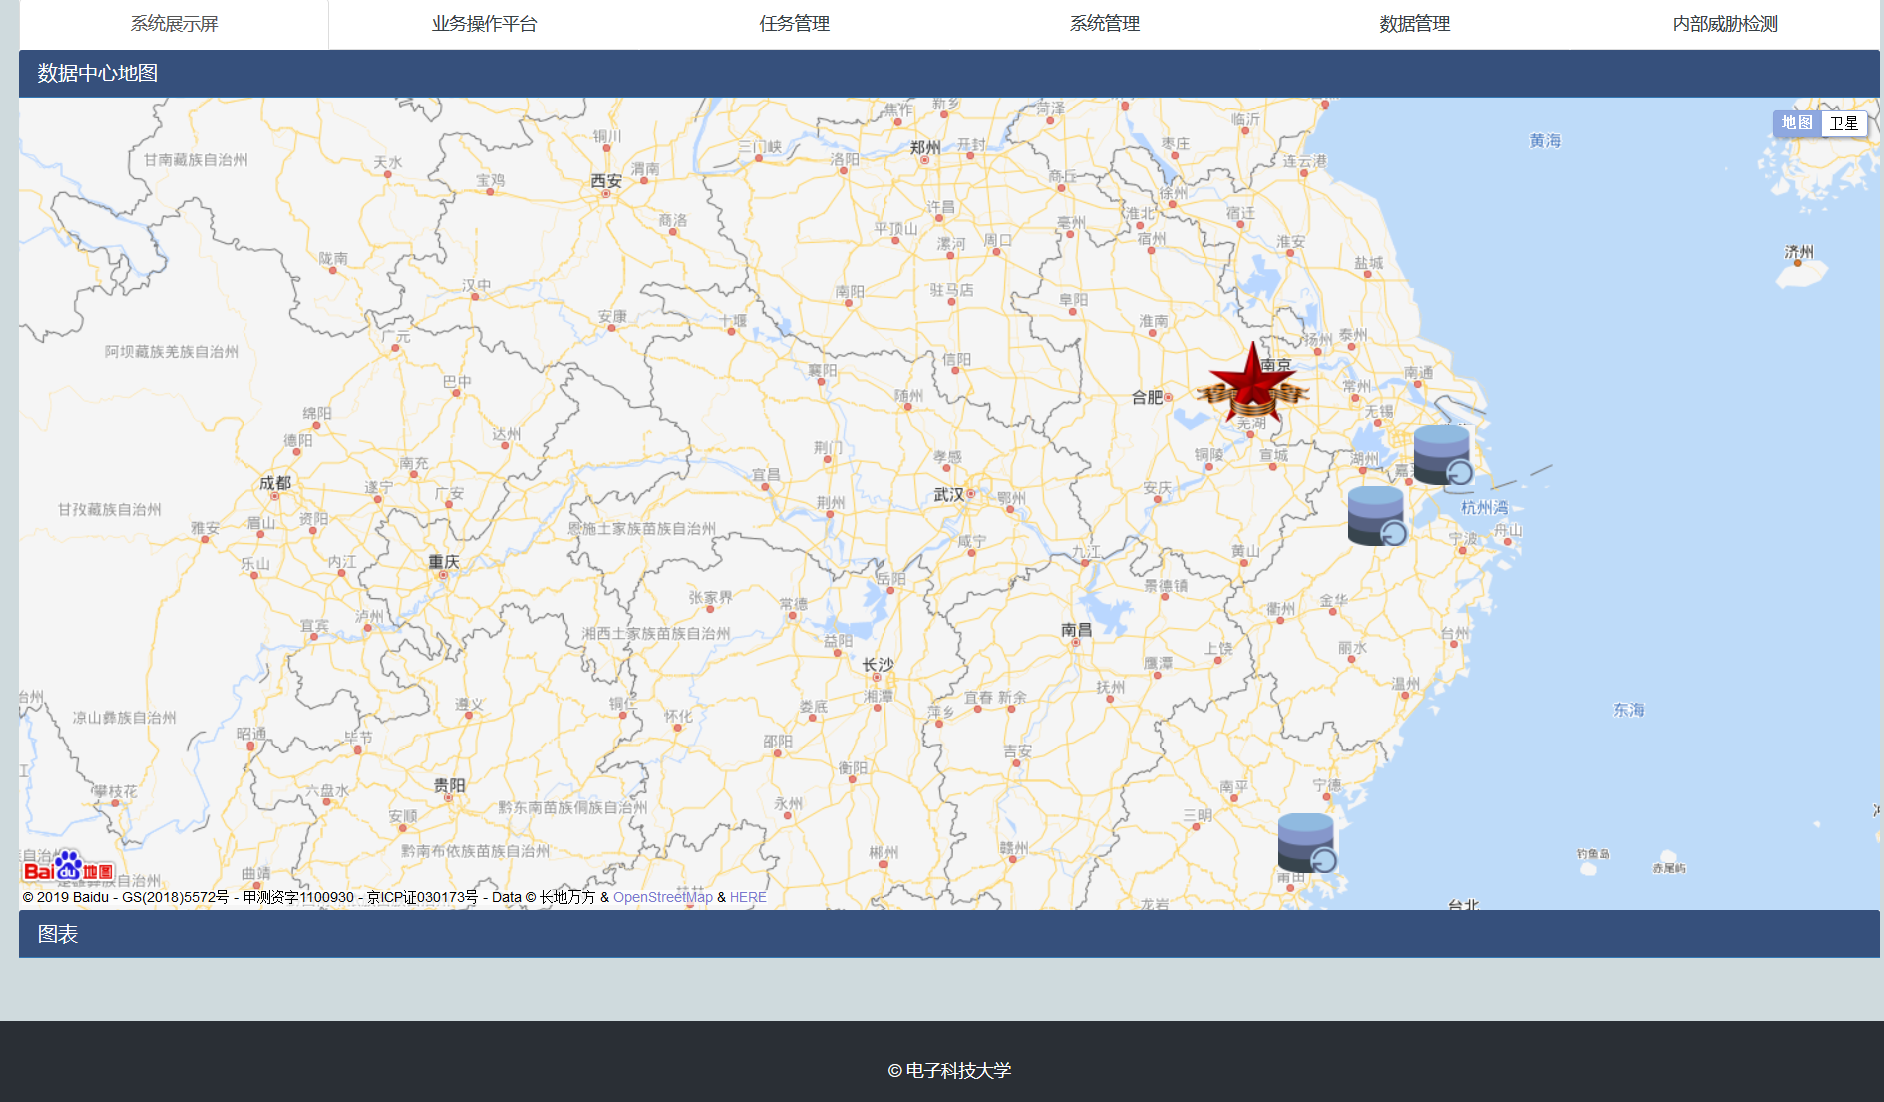 系统展示屏
业务操作平台
任务管理
系统管理
数据管理
内部威胁检测
数据中心地图
地图
卫星
焦作
新乡
菏泽
临沂
铜川
三门峡
洛阳
郑州
开封
枣庄
连云港
黄海
甘南藏族自治州
天水
宝鸡
西安
渭南
商丘
徐州
商洛
平顶山
许昌
亳州
淮北
宿迁
漯河
周口
宿州
淮安
盐城
济州
陇南
汉中
安康
南阳
驻马店
阜阳
十堰
淮南
扬州
泰州
广元
阿坝藏族羌族自治州
信阳
南京
巴中
襄阳
随州
合肥
常州
南通
无锡
绵阳
德阳
达州
芜湖
荆门
孝感
铜陵
宣城
湖州
南充
宜昌
成都
遂宁
广安
荆州
武汉
鄂州
安庆
杭州湾
甘孜藏族自治州
雅安
眉山
资阳
恩施土家族苗族自治州
咸宁
舟山
宁波
乐山
内江
重庆
九江
黄山
岳阳
景德镇
张家界
常德
衢州
金华
泸州
宜宾
湘西土家族苗族自治州
益阳
南昌
上饶
丽水
台州
长沙
鹰潭
温州
抚州
湘潭
宜春
新余
凉山彝族自治州
遵义
铜仁
怀化
娄底
萍乡
东海
昭通
毕节
邵阳
吉安
衡阳
攀枝花
六盘水
贵阳
黔东南苗族侗族自治州
永州
南平
宁德
三明
安顺
黔南布依族苗族自治州
郴州
赣州
钓鱼岛
赤尾屿
莆田
曲靖
龙岩
台北
Bai du 地图
© 2019 Baidu - GS(2018)5572号 - 甲测资字1100930 - 京ICP证030173号 - Data © 长地万方 & OpenStreetMap & HERE
图表
© 电子科技大学